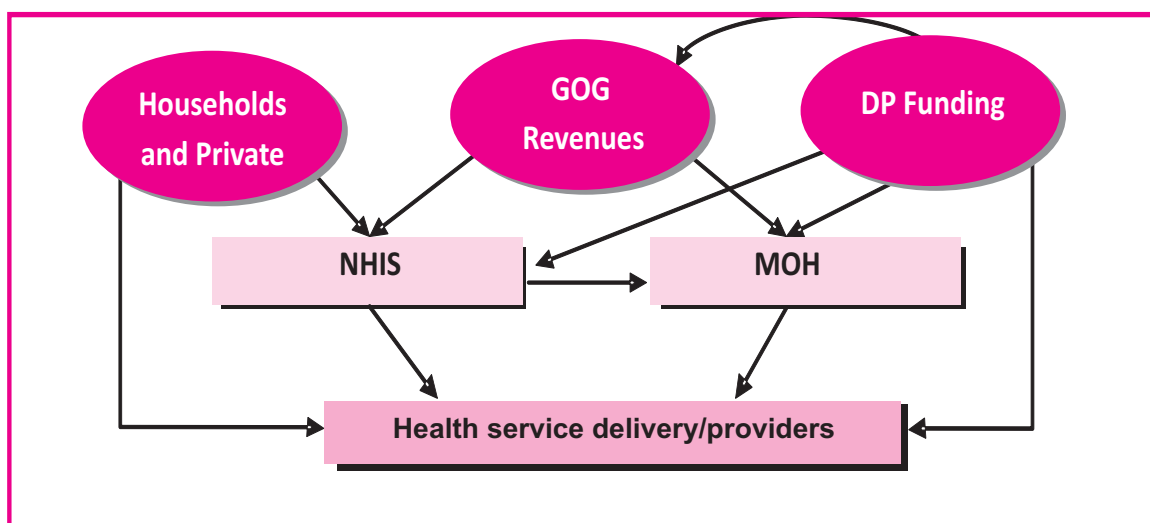 Households
and Private
GOG
Revenues
DP Funding
NHIS
MOH
Health service delivery/providers